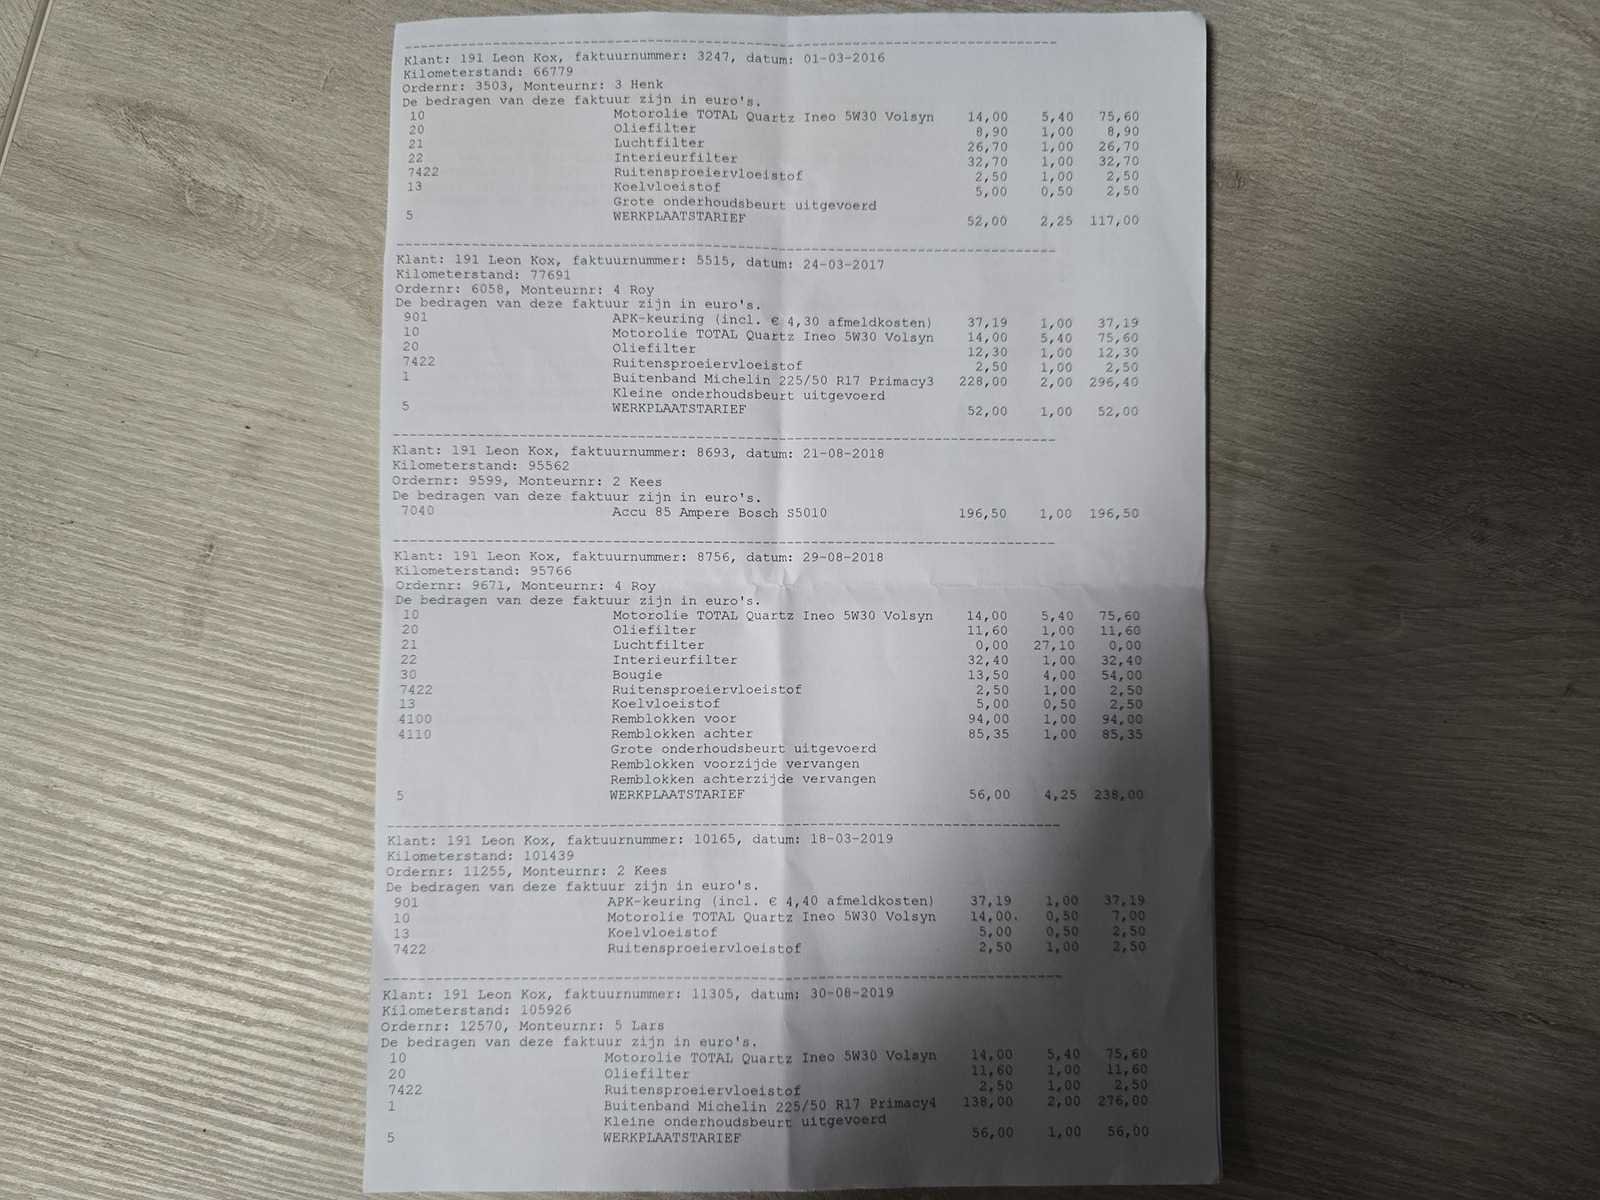 Klant: 191 Leon Kox, faktuurnummer: 3247, datum: 01-03-2016
Kilometerstand: 66779
Ordernr: 3503, Monteurnr: 3 Henk
De bedragen van deze faktuur zijn in euro's.
10 Motorolie TOTAL Quartz Ineo 5W30 Volsyn 14,00 5,40 75,60
20 Oliefilter 8,90 1,00 8,90
21 Luchtfilter 26,70 1,00 26,70
22 Interieurfilter 32,70 1,00 32,70
7422 Ruitensproeiervloeistof 2,50 1,00 2,50
13 Koelvloeistof 5,00 0,50 2,50
Grote onderhoudsbeurt uitgevoerd
5 WERKPLAATSTARIEF 52,00 2,25 117,00
Klant: 191 Leon Kox, faktuurnummer: 5515, datum: 24-03-2017
Kilometerstand: 77691
Ordernr: 6058, Monteurnr: 4 Roy
De bedragen van deze faktuur zijn in euro's.
901 APK-keuring (incl. € 4,30 afmeldkosten) 37,19 1,00 37,19
10 Motorolie TOTAL Quartz Ineo 5W30 Volsyn 14,00 5,40 75,60
20 Oliefilter 12,30 1,00 12,30
7422 Ruitensproeiervloeistof 2,50 1,00 2,50
1 Buitenband Michelin 225/50 R17 Primacy3 228,00 2,00 296,40
Kleine onderhoudsbeurt uitgevoerd
5 WERKPLAATSTARIEF 52,00 1,00 52,00
Klant: 191 Leon Kox, faktuurnummer: 8693, datum: 21-08-2018
Kilometerstand: 95562
Ordernr: 9599, Monteurnr: 2 Kees
De bedragen van deze faktuur zijn in euro's.
7040 Accu 85 Ampere Bosch S5010 196,50 1,00 196,50
Klant: 191 Leon Kox, faktuurnummer: 8756, datum: 29-08-2018
Kilometerstand: 95766
Ordernr: 9671, Monteurnr: 4 Roy
De bedragen van deze faktuur zijn in euro's.
10 Motorolie TOTAL Quartz Ineo 5W30 Volsyn 14,00 5,40 75,60
20 Oliefilter 11,60 1,00 11,60
21 Luchtfilter 0,00 27,10 0,00
22 Interieurfilter 32,40 1,00 32,40
30 Bougie 13,50 4,00 54,00
7422 Ruitensproeiervloeistof 2,50 1,00 2,50
13 Koelvloeistof 5,00 0,50 2,50
4100 Remblokken voor 94,00 1,00 94,00
4110 Remblokken achter 85,35 1,00 85,35
Grote onderhoudsbeurt uitgevoerd
Remblokken voorzijde vervangen
Remblokken achterzijde vervangen
5 WERKPLAATSTARIEF 56,00 4,25 238,00
Klant: 191 Leon Kox, faktuurnummer: 10165, datum: 18-03-2019
Kilometerstand: 101439
Ordernr: 11255, Monteurnr: 2 Kees
De bedragen van deze faktuur zijn in euro's.
901 APK-keuring (incl. € 4,40 afmeldkosten) 37,19 1,00 37,19
10 Motorolie TOTAL Quartz Ineo 5W30 Volsyn 14,00 0,50 7,00
13 Koelvloeistof 5,00 0,50 2,50
7422 Ruitensproeiervloeistof 2,50 1,00 2,50
Klant: 191 Leon Kox, faktuurnummer: 11305, datum: 30-08-2019
Kilometerstand: 105926
Ordernr: 12570, Monteurnr: 5 Lars
De bedragen van deze faktuur zijn in euro's.
10 Motorolie TOTAL Quartz Ineo 5W30 Volsyn 14,00 5,40 75,60
20 Oliefilter 11,60 1,00 11,60
7422 Ruitensproeiervloeistof 2,50 1,00 2,50
1 Buitenband Michelin 225/50 R17 Primacy4 138,00 2,00 276,00
Kleine onderhoudsbeurt uitgevoerd
5 WERKPLAATSTARIEF 56,00 1,00 56,00